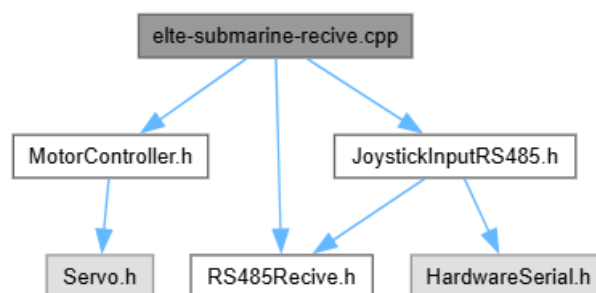 elte-submarine-recive.cpp
MotorController.h
JoystickInputRS485.h
Servo.h
RS485Recive.h
HardwareSerial.h